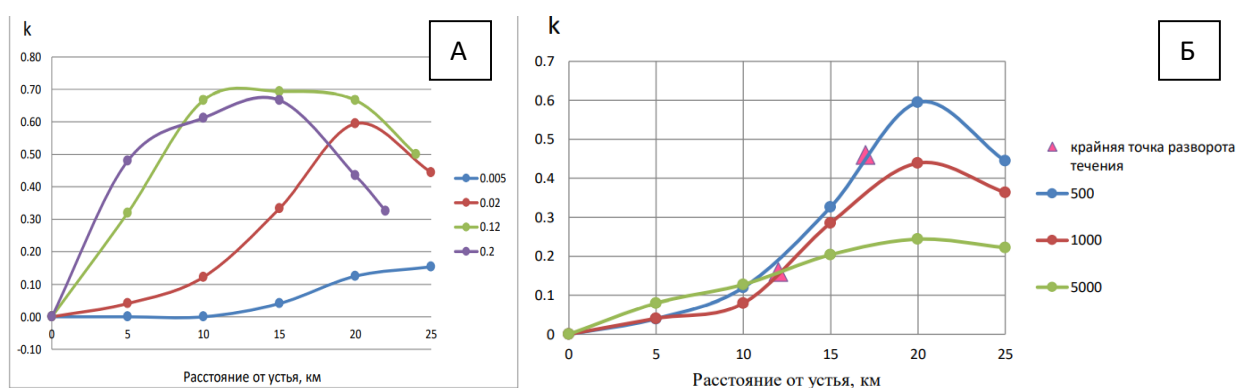 k
А
0.80
0.70
0.60
0.50
0.40
0.30
0.20
0.10
0.00
-0.10
0 5 10 15 20 25
Расстояние от устья, км
0.005
0.02
0.12
0.2
k
Б
0.7
0.6
0.5
0.4
0.3
0.2
0.1
0
0 5 10 15 20 25
Расстояние от устья, км
крайняя точка разворота
течения
500
1000
5000